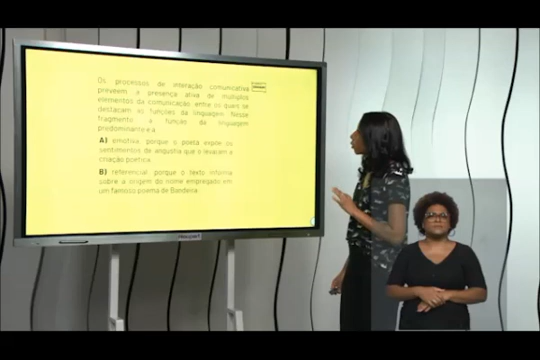 Os processos de interação comunicativa
preveem a presença ativa de múltiplos
elementos da comunicação, entre os quais se
destacam as funções da linguagem. Nesse
fragmento, a função da linguagem
predominante é a
A) emotiva, porque o poeta expõe os
sentimentos de angústia que o levaram à
criação poética.
B) referencial, porque o texto informa
sobre a origem do nome empregado em
um famoso poema de Bandeira.